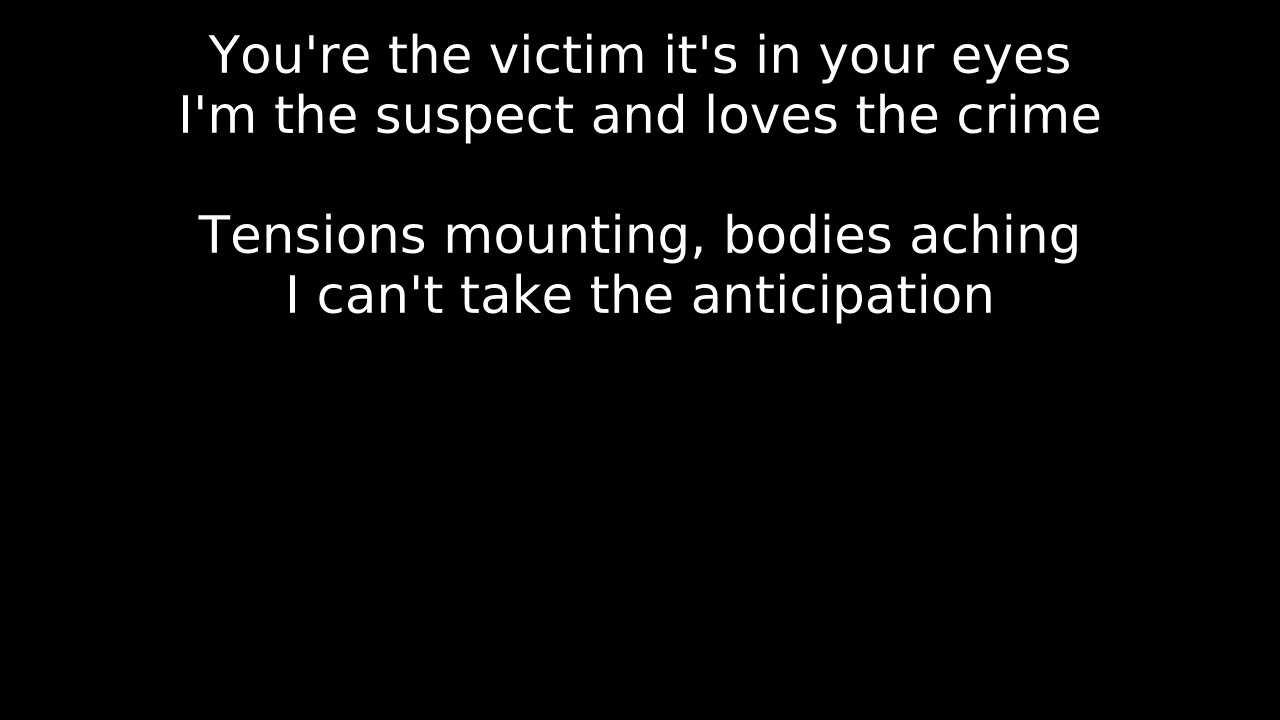 You're the victim it's in your eyes
I'm the suspect and loves the crime
Tensions mounting, bodies aching
I can't take the anticipation